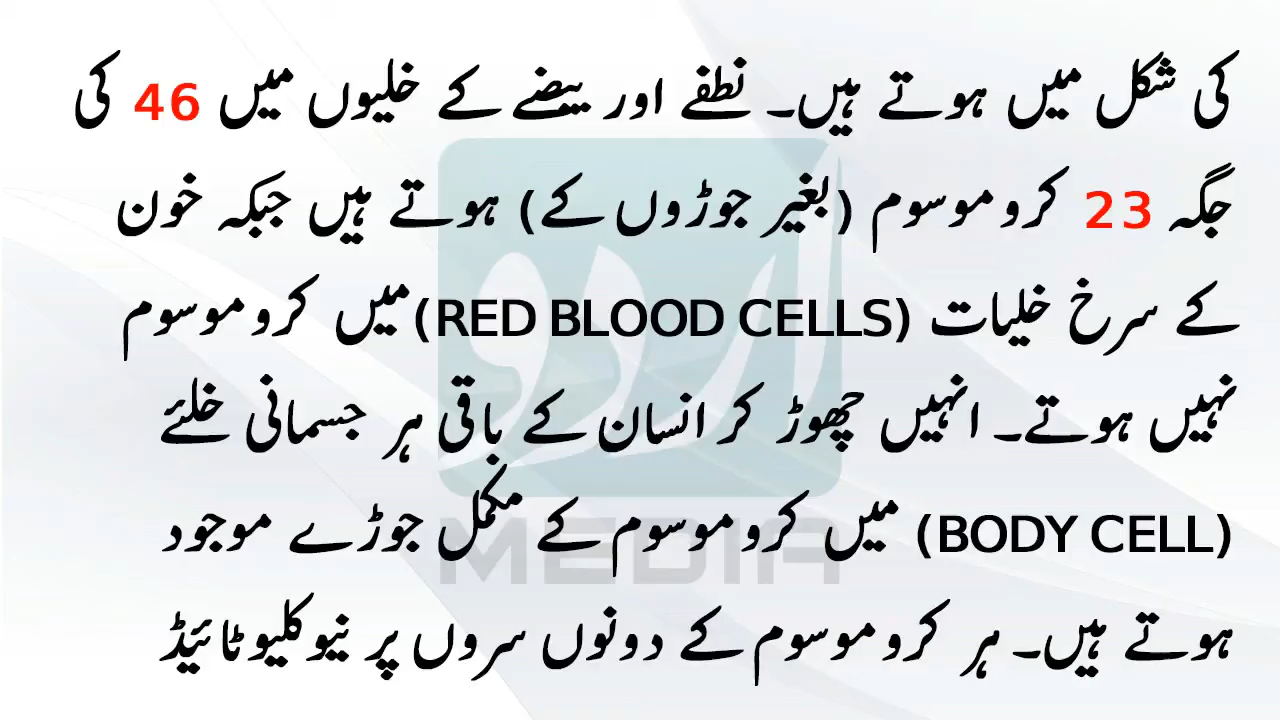 کی شکل میں ہوتے ہیں۔ نطفے اور بیضے کے خلیوں میں 46 کی
جگہ 23 کروموسوم (بغیر جوڑوں کے) ہوتے ہیں جبکہ خون
کے سرخ خلیات (RED BLOOD CELLS)میں کروموسوم
نہیں ہوتے۔ انہیں چھوڑ کر انسان کے باقی ہر جسمانی خلئے
(BODY CELL) میں کروموسوم کے مکمل جوڑے موجود
ہوتے ہیں۔ ہر کروموسوم کے دونوں سروں پر نیوکلیوٹائیڈ
اردو
MEDIA